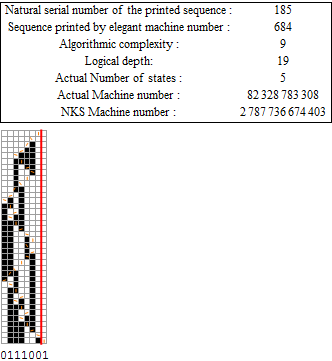 Natural serial number of the printed sequence : 185
Sequence printed by elegant machine number : 684
Algorithmic complexity : 9
Logical depth: 19
Actual Number of states : 5
Actual Machine number : 82 328 783 308
NKS Machine number : 2 787 736 674 403
0111001